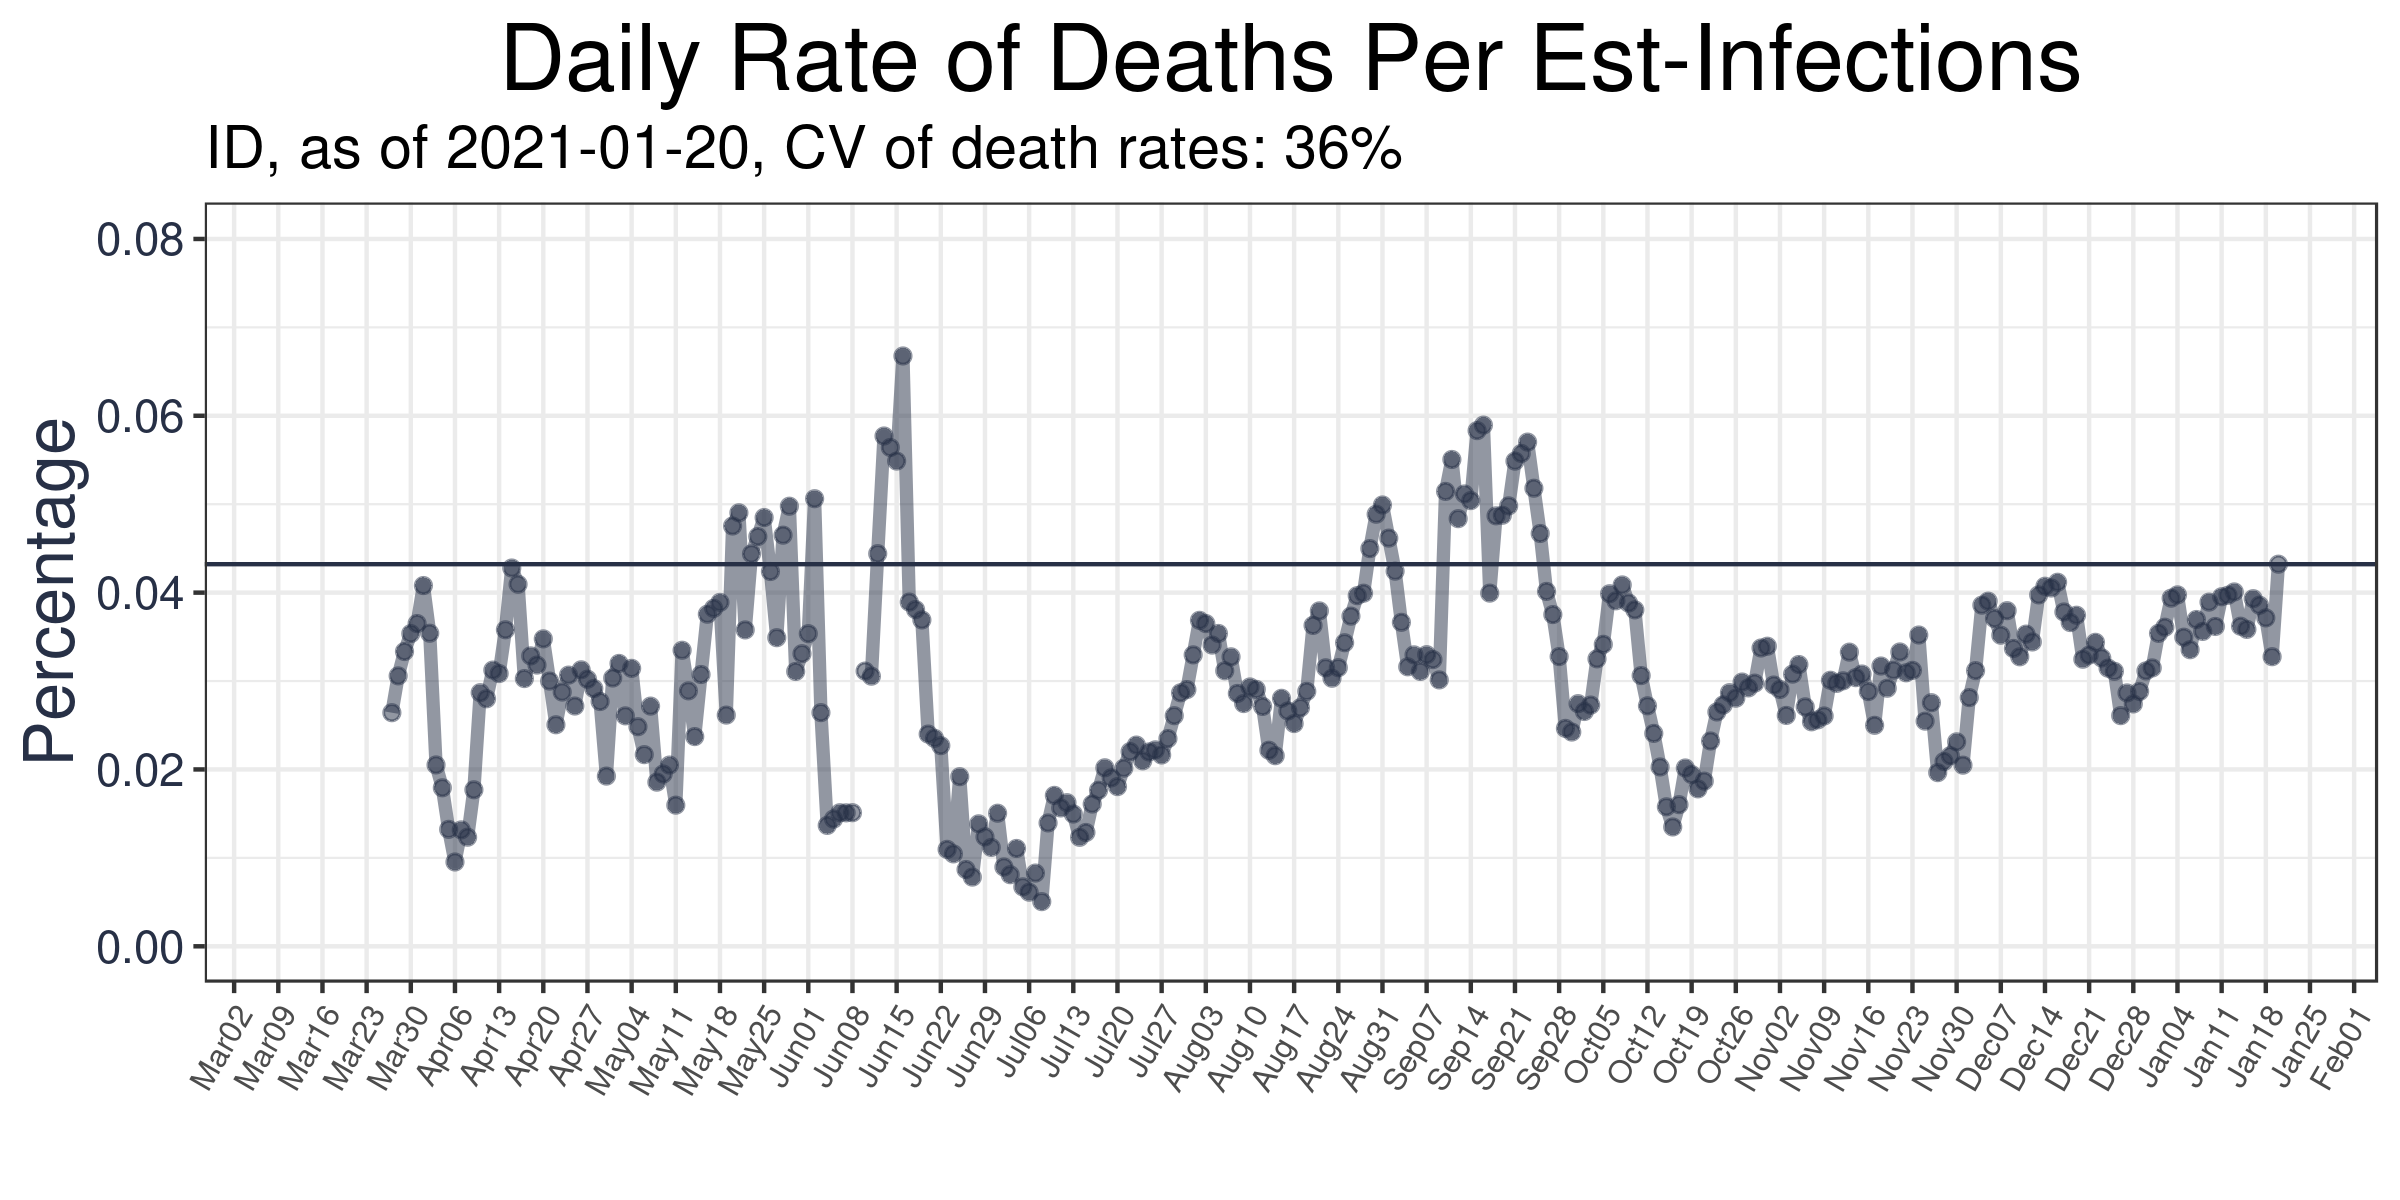 Daily Rate of Deaths Per Est-Infections
ID, as of 2021-01-20, CV of death rates: 36%
Percentage
0.08
0.06
0.04
0.02
0.00
Mar02
Mar09
Mar16
Mar23
Mar30
Apr06
Apr13
Apr20
Apr27
May04
May11
May18
May25
Jun01
Jun08
Jun15
Jun22
Jun29
Jul06
Jul13
Jul20
Jul27
Aug03
Aug10
Aug17
Aug24
Aug31
Sep07
Sep14
Sep21
Sep28
Oct05
Oct12
Oct19
Oct26
Nov02
Nov09
Nov16
Nov23
Nov30
Dec07
Dec14
Dec21
Dec28
Jan04
Jan11
Jan18
Jan25
Feb01